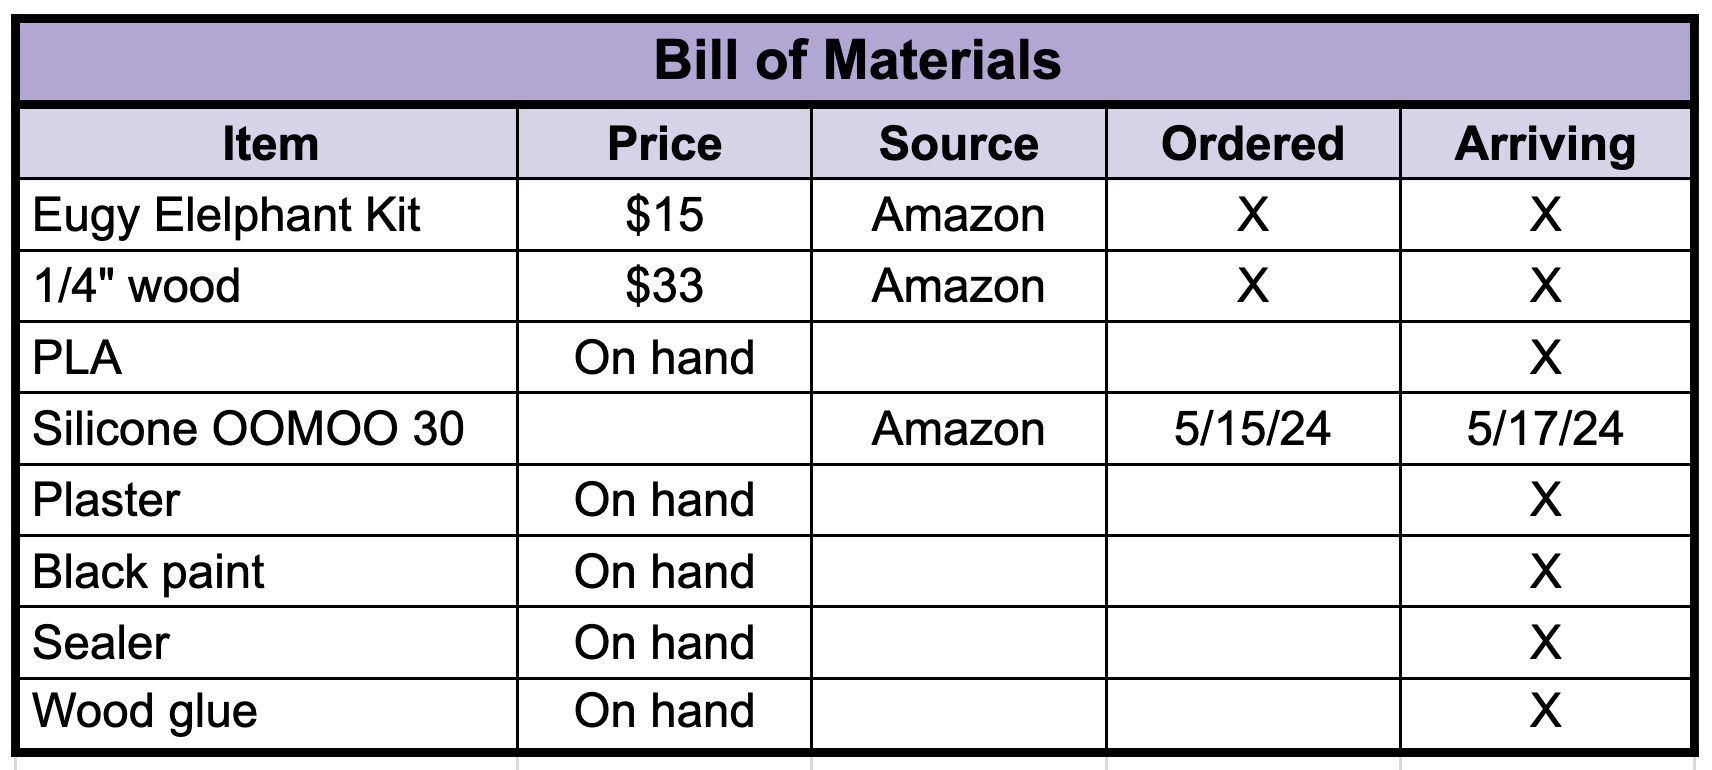 Bill of Materials
Item Price Source Ordered Arriving
Eugy Elelphant Kit $15 Amazon X X
1/4" wood $33 Amazon X X
PLA On hand X
Silicone OOMOO 30 Amazon 5/15/24 5/17/24
Plaster On hand X
Black paint On hand X
Sealer On hand X
Wood glue On hand X